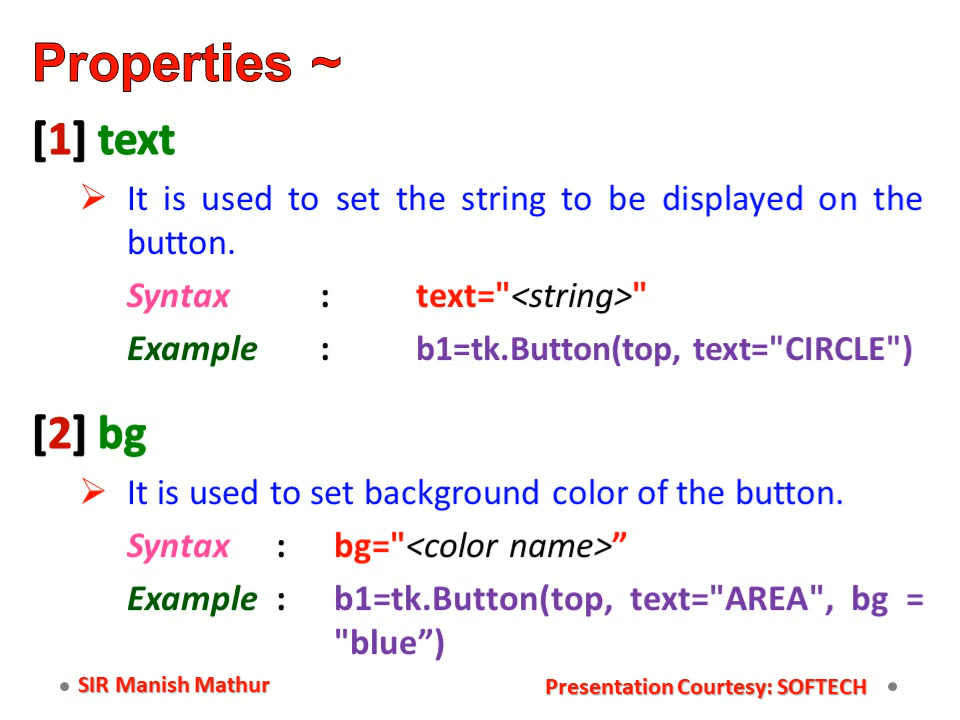 Properties ~
[1] text
➢ It is used to set the string to be displayed on the
button.
Syntax : text="<string>"
Example : b1=tk.Button(top, text="CIRCLE")
[2] bg
➢ It is used to set background color of the button.
Syntax : bg="<color name>”
Example : b1=tk.Button(top, text="AREA", bg =
"blue”)
SIR Manish Mathur
Presentation Courtesy: SOFTECH